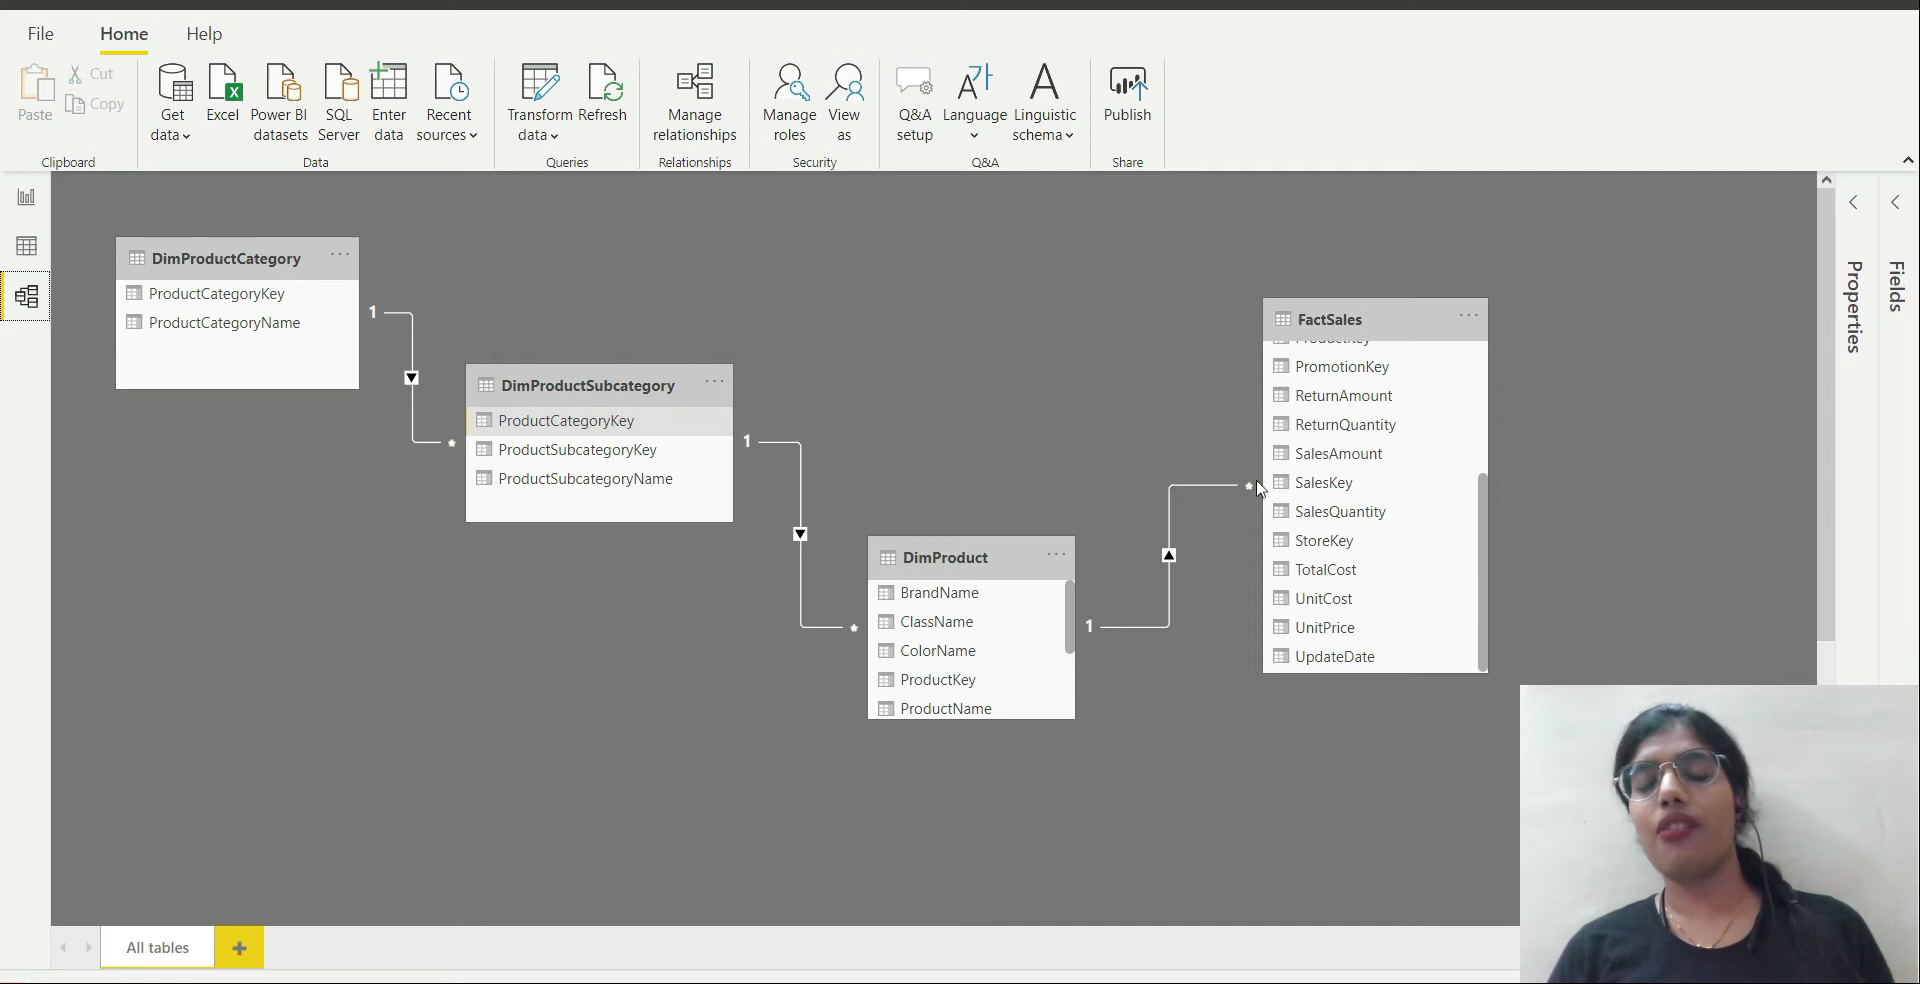 File Home Help
Paste Cut Copy
Get data Excel Power BI datasets SQL Server Enter data Recent sources
Transform data Refresh
Manage relationships
Manage roles View as
Q&A setup Language Linguistic schema
Publish
Clipboard Data Queries Relationships Security Q&A Share
DimProductCategory
ProductCategoryKey
ProductCategoryName
1
*
DimProductSubcategory
ProductCategoryKey
ProductSubcategoryKey
ProductSubcategoryName
1
*
DimProduct
BrandName
ClassName
ColorName
ProductKey
ProductName
1
*
FactSales
ProductKey
PromotionKey
ReturnAmount
ReturnQuantity
SalesAmount
SalesKey
SalesQuantity
StoreKey
TotalCost
UnitCost
UnitPrice
UpdateDate
Properties
Fields
All tables